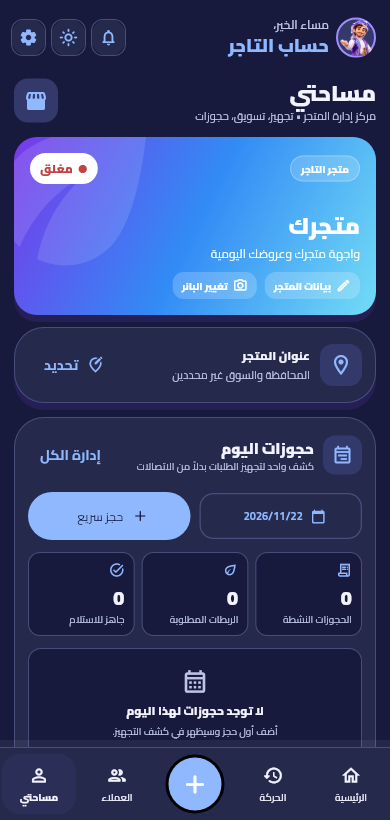 مساء الخير،
حساب التاجر
مساحتي
مركز إدارة المتجر • تجهيز، تسويق، حجوزات
متجر التاجر
مغلق
متجرك
واجهة متجرك وعروضك اليومية
بيانات المتجر
تغيير البانر
عنوان المتجر
المحافظة والسوق غير محددين
تحديد
حجوزات اليوم
كشف واحد لتجهيز الطلبات بدلاً من الاتصالات
إدارة الكل
2026/11/22
حجز سريع
0
الحجوزات النشطة
0
الربطات المطلوبة
0
جاهز للاستلام
لا توجد حجوزات لهذا اليوم
أضف أول حجز وسيظهر في كشف التجهيز.
الرئيسية
الحركة
العملاء
مساحتي